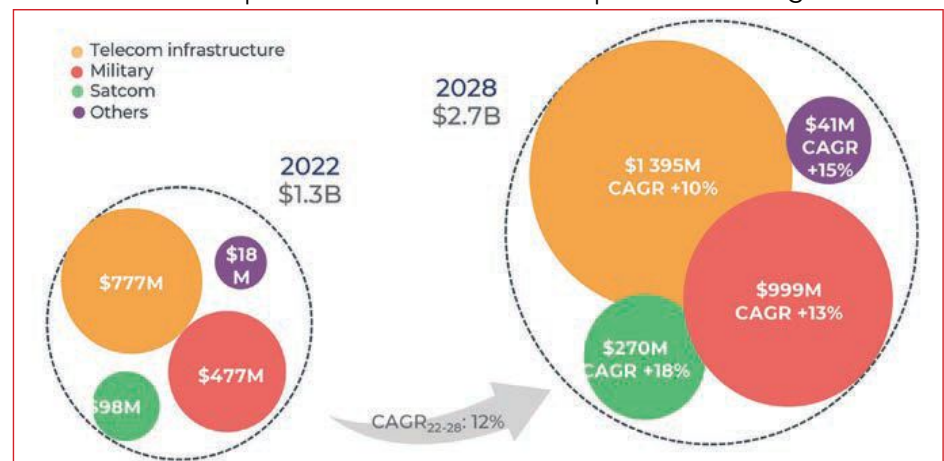 Telecom infrastructure
Military
Satcom
Others
2022
$1.3B
$777M
$18
M
$477M
$98M
CAGR22-28: 12%
2028
$2.7B
$1 395M
CAGR +10%
$41M
CAGR
+15%
$999M
CAGR +13%
$270M
CAGR +18%